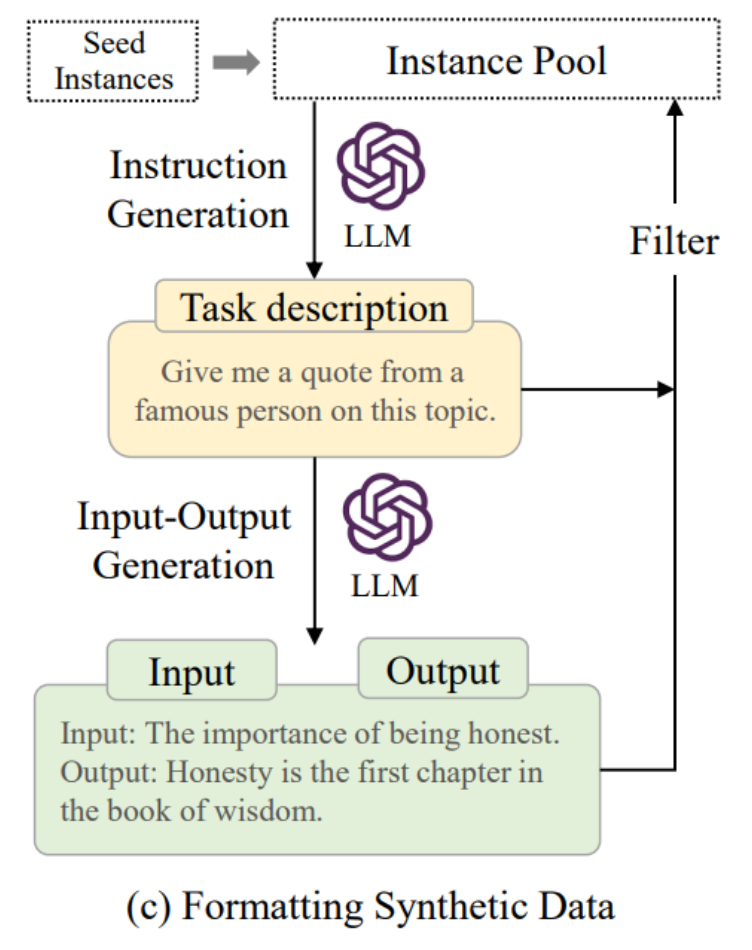 Seed
Instances
Instance Pool
Instruction
Generation
LLM
Filter
Task description
Give me a quote from a
famous person on this topic.
Input-Output
Generation
LLM
Input
Output
Input: The importance of being honest.
Output: Honesty is the first chapter in
the book of wisdom.
(c) Formatting Synthetic Data